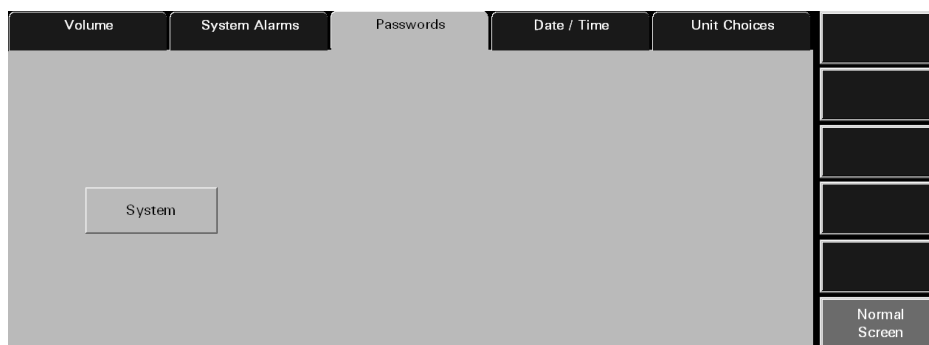 Volume
System Alarms
Passwords
Date / Time
Unit Choices
System
Normal
Screen